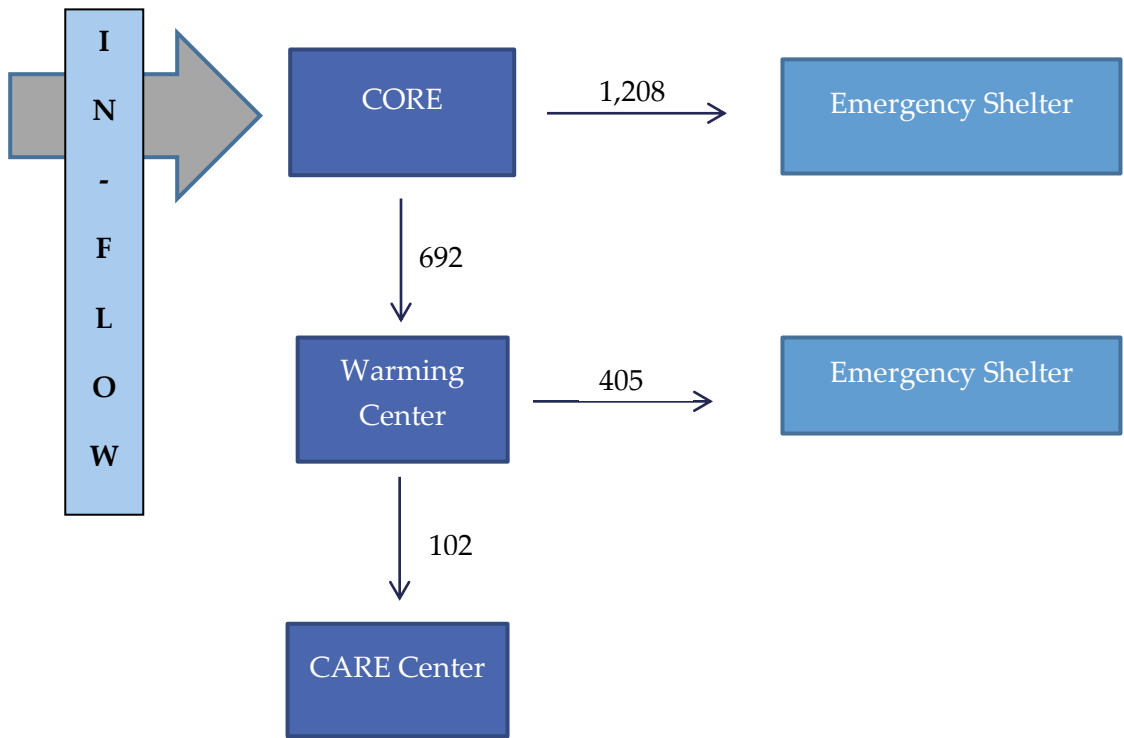 I
N
-
F
L
O
W
CORE
1,208
Emergency Shelter
692
Warming
Center
405
Emergency Shelter
102
CARE Center